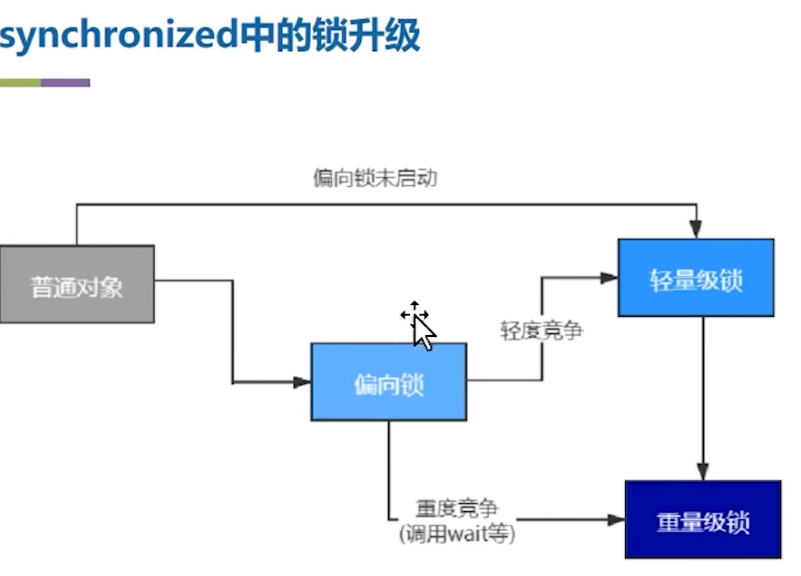 synchronized中的锁升级
偏向锁未启动
普通对象
轻量级锁
轻度竞争
偏向锁
重度竞争
(调用wait等)
重量级锁